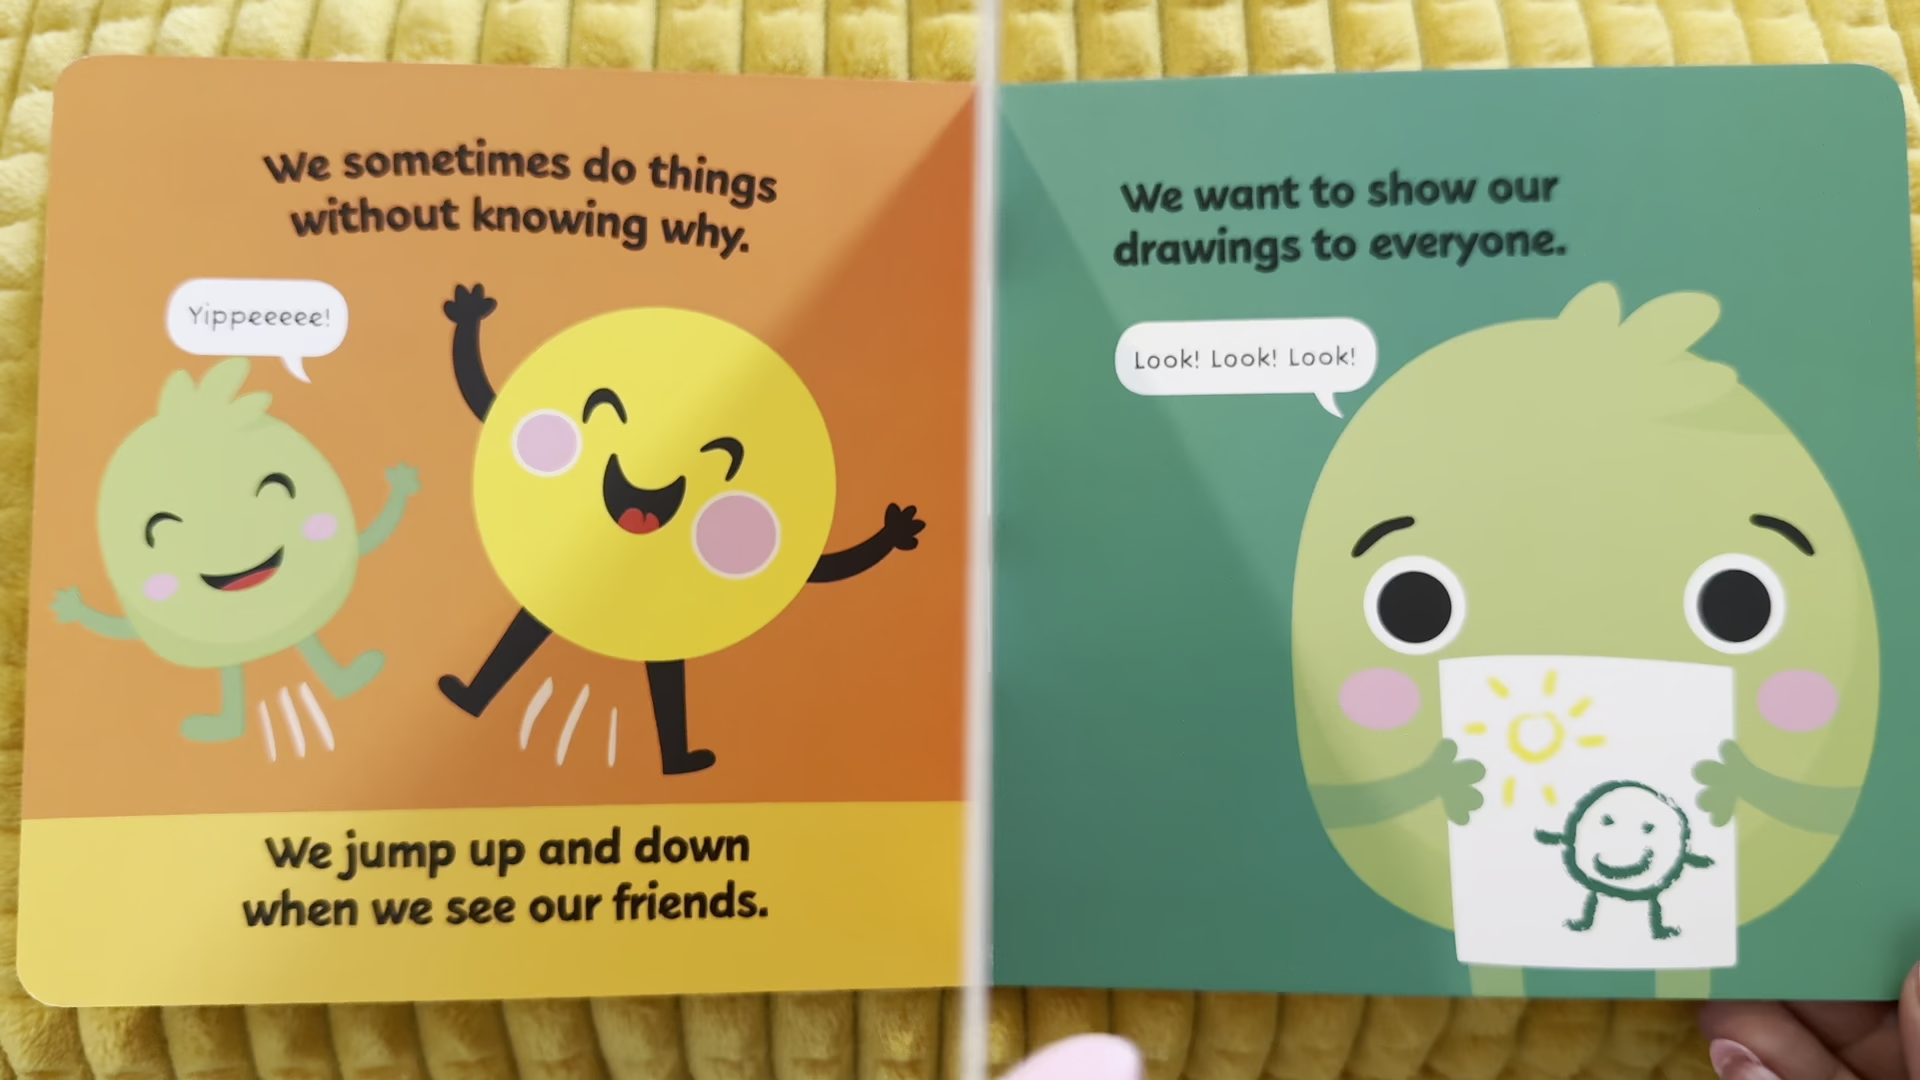 We sometimes do things
without knowing why.
Yippeeeee!
We jump up and down
when we see our friends.
We want to show our
drawings to everyone.
Look! Look! Look!